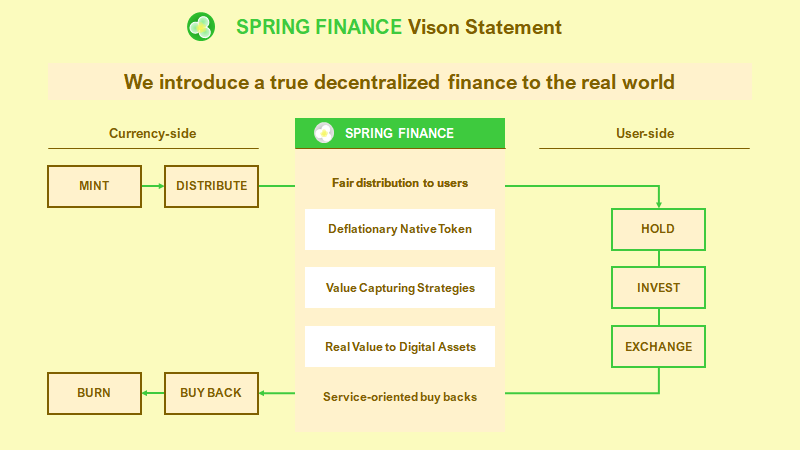 SPRING FINANCE Vison Statement
We introduce a true decentralized finance to the real world
Currency-side
SPRING FINANCE
User-side
MINT
DISTRIBUTE
Fair distribution to users
HOLD
Deflationary Native Token
INVEST
Value Capturing Strategies
EXCHANGE
Real Value to Digital Assets
BURN
BUY BACK
Service-oriented buy backs